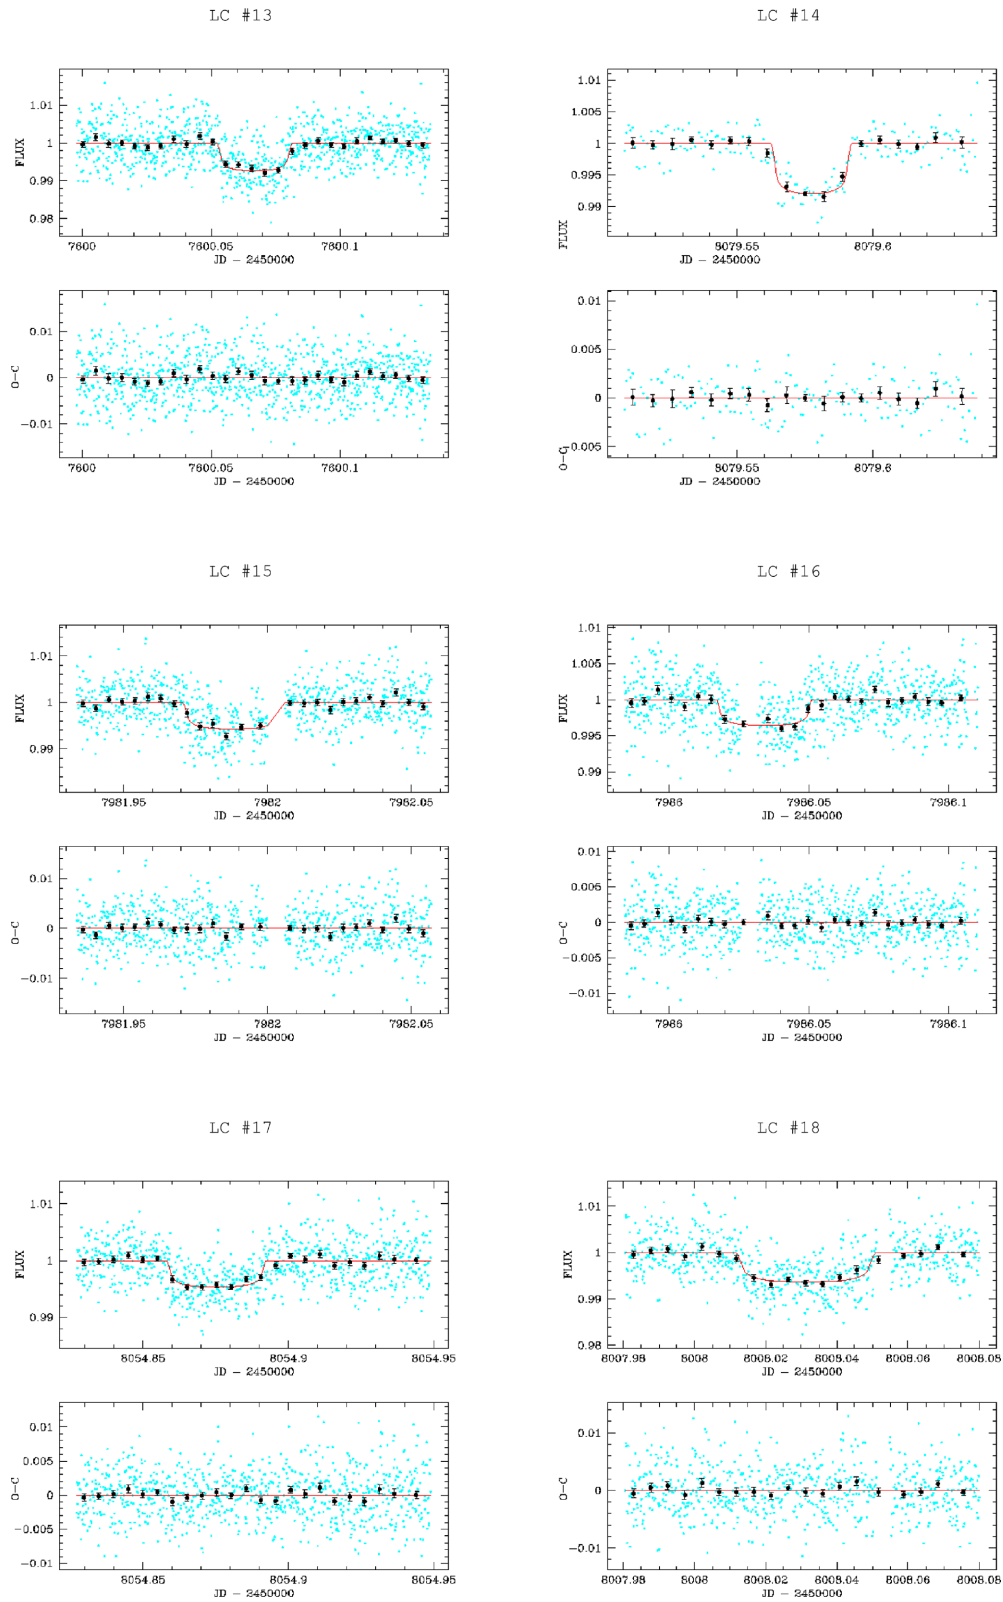 LC #13
LC #14
1.01
1
0.99
0.98
FLUX
7600
7600.05
7600.1
JD - 2450000
1.01
1.005
1
0.995
0.99
FLUX
8079.55
8079.6
JD - 2450000
0.01
0
-0.01
O-C
7600
7600.05
7600.1
JD - 2450000
0.01
0.005
0
0.005
O-C
8079.55
8079.6
JD - 2450000
LC #15
LC #16
1.01
1
0.99
FLUX
7981.95
7982
7982.05
JD - 2450000
1.01
1.005
1
0.995
0.99
FLUX
7986
7986.05
7986.1
JD - 2450000
0.01
0
-0.01
O-C
7981.95
7982
7982.05
JD - 2450000
0.01
0.005
0
-0.005
-0.01
O-C
7986
7986.05
7986.1
JD - 2450000
LC #17
LC #18
1.01
1
0.99
FLUX
8054.85
8054.9
8054.95
JD - 2450000
1.01
1
0.99
0.98
FLUX
8007.98
8008
8008.02
8008.04
8008.06
8008.08
JD - 2450000
0.01
0.005
0
-0.005
-0.01
O-C
8054.85
8054.9
8054.95
JD - 2450000
0.01
0
-0.01
O-C
8007.98
8008
8008.02
8008.04
8008.06
8008.08
JD - 2450000